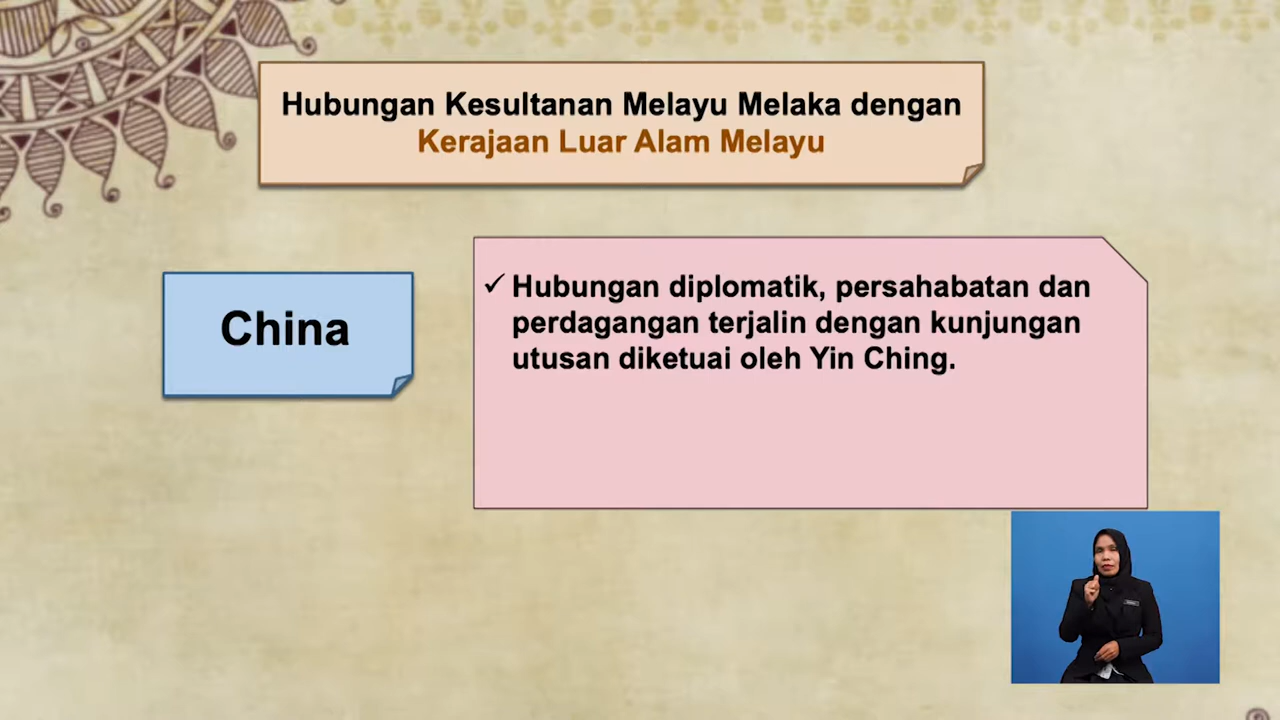 Hubungan Kesultanan Melayu Melaka dengan
Kerajaan Luar Alam Melayu
China
✓ Hubungan diplomatik, persahabatan dan
perdagangan terjalin dengan kunjungan
utusan diketuai oleh Yin Ching.